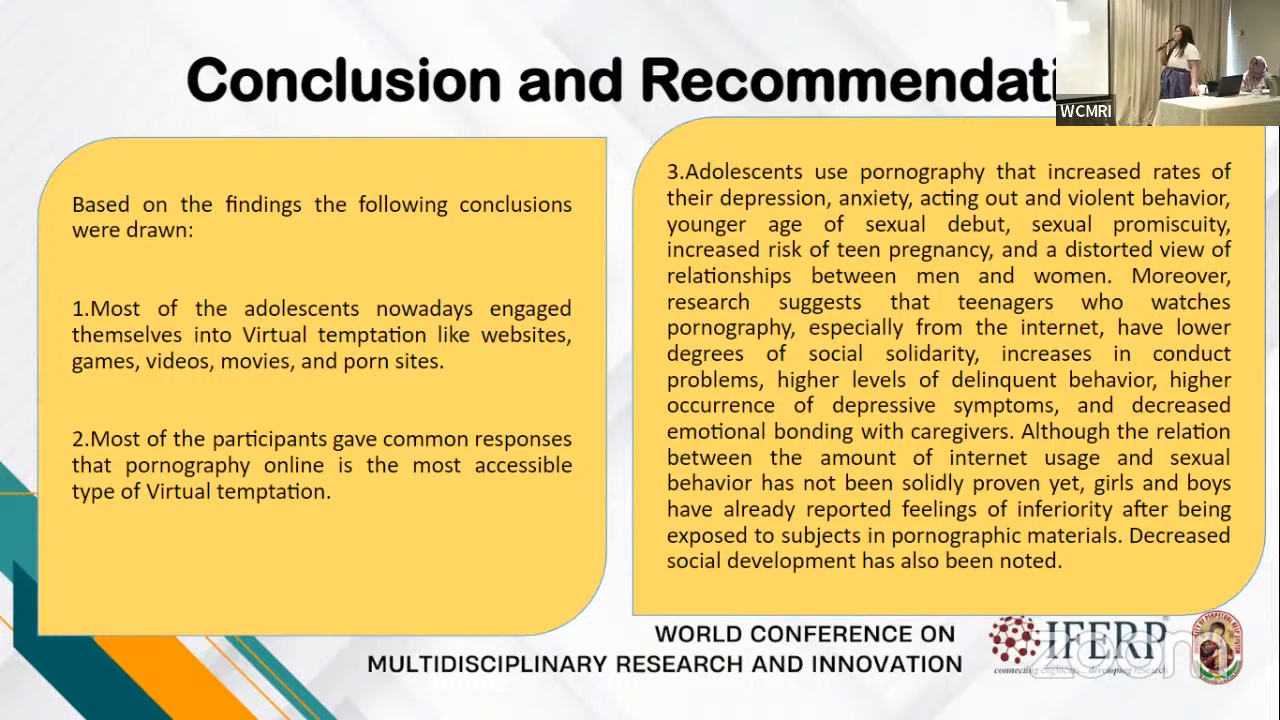 Conclusion and Recommendati
WCMRI
Based on the findings the following conclusions
were drawn:
1.Most of the adolescents nowadays engaged
themselves into Virtual temptation like websites,
games, videos, movies, and porn sites.
2.Most of the participants gave common responses
that pornography online is the most accessible
type of Virtual temptation.
3.Adolescents use pornography that increased rates of
their depression, anxiety, acting out and violent behavior,
younger age of sexual debut, sexual promiscuity,
increased risk of teen pregnancy, and a distorted view of
relationships between men and women. Moreover,
research suggests that teenagers who watches
pornography, especially from the internet, have lower
degrees of social solidarity, increases in conduct
problems, higher levels of delinquent behavior, higher
occurrence of depressive symptoms, and decreased
emotional bonding with caregivers. Although the relation
between the amount of internet usage and sexual
behavior has not been solidly proven yet, girls and boys
have already reported feelings of inferiority after being
exposed to subjects in pornographic materials. Decreased
social development has also been noted.
WORLD CONFERENCE ON
MULTIDISCIPLINARY RESEARCH AND INNOVATION
IFERP
connecting engineers... developing research
zoom